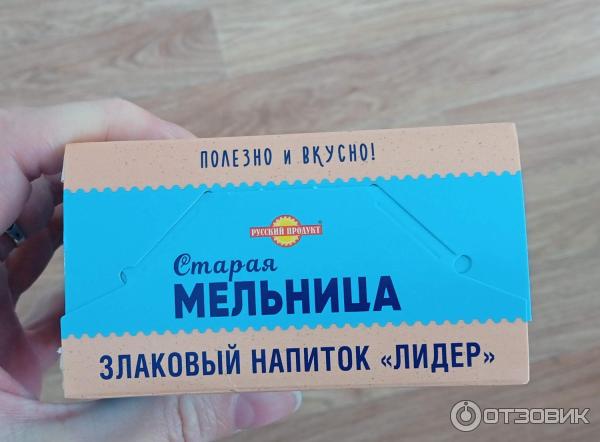 ПОЛЕЗНО И ВКУСНО!
РУССКИЙ ПРОДУКТ
Старая
МЕЛЬНИЦА
ЗЛАКОВЫЙ НАПИТОК «ЛИДЕР»
ОТЗОВИК